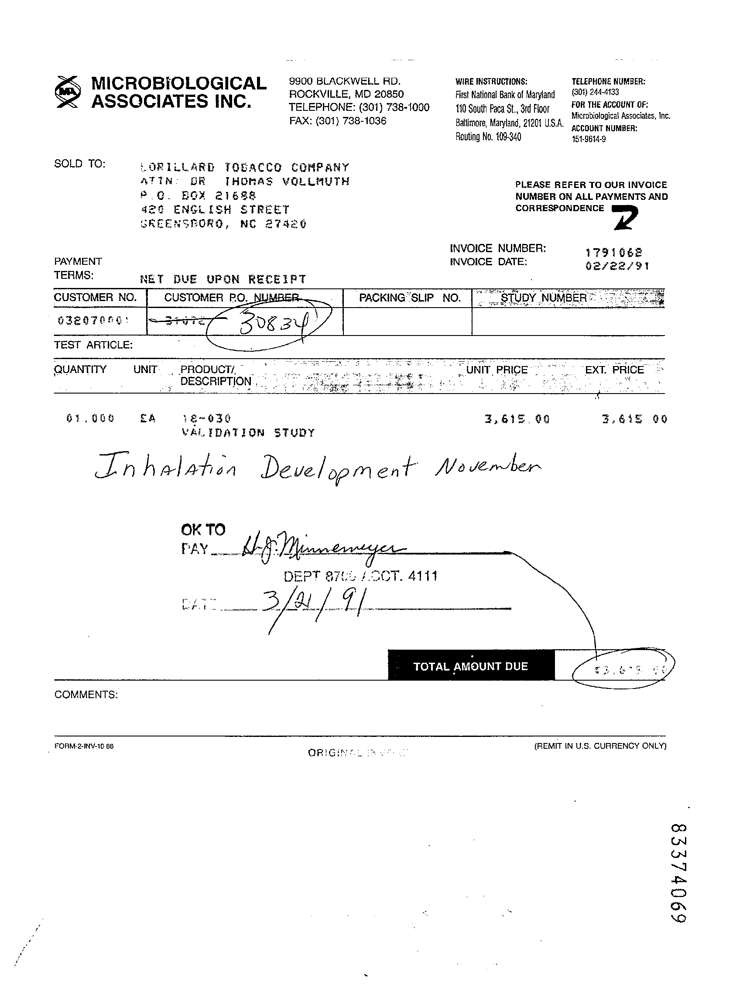 MICROBIOLOGICAL
ASSOCIATES INC.
9900 BLACKWELL RD.
ROCKVILLE, MD 20850
TELEPHONE: (301) 738-1000
FAX: (301) 738-1036
WIRE INSTRUCTIONS:
First National Bank of Maryland
110 South Paca St., 3rd Floor
Baltimore, Maryland, 21201 U.S.A.
Routing No. 109-340
TELEPHONE NUMBER:
(301) 244-4133
FOR THE ACCOUNT OF:
Microbiological Associates, Inc.
ACCOUNT NUMBER:
151-9614-9
SOLD TO:
LORILLARD TOBACCO COMPANY
ATTN: DR THOMAS VOLLMUTH
P.O. BOX 21688
420 ENGLISH STREET
GREENSBORO, NC 27420
PLEASE REFER TO OUR INVOICE
NUMBER ON ALL PAYMENTS AND
CORRESPONDENCE
INVOICE NUMBER: 1791062
INVOICE DATE: 02/22/91
PAYMENT
TERMS: NET DUE UPON RECEIPT
CUSTOMER NO. CUSTOMER P.O. NUMBER PACKING SLIP NO. STUDY NUMBER
032070001 30834
TEST ARTICLE:
QUANTITY UNIT PRODUCT/ UNIT PRICE EXT. PRICE
DESCRIPTION
01.000 EA 18-030 3,615.00 3,615 00
VALIDATION STUDY
Inhalation Development November
OK TO
PAY H.J. Minnemeyer
DEPT 8700 ACCT. 4111
DATE 3/21/91
TOTAL AMOUNT DUE
COMMENTS:
FORM-2-INV-10 88
ORIGINAL INVOICE
(REMIT IN U.S. CURRENCY ONLY)
83374069